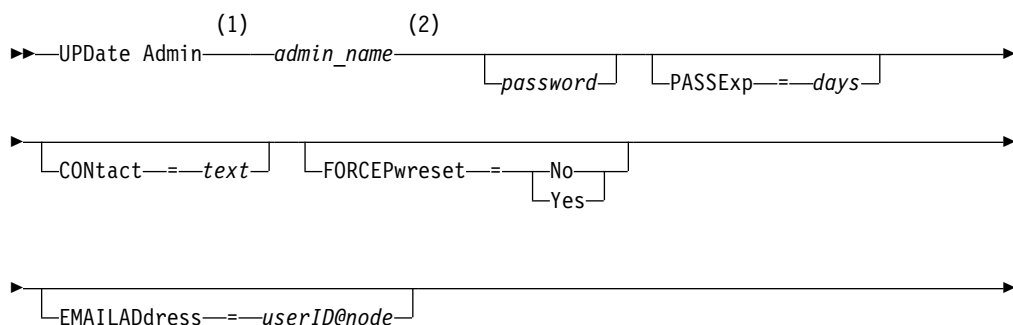 (1) (2)
UPDate Admin admin_name
password PASSExp = days
CONtact = text FORCEPwreset = No
Yes
EMAILADdress = userID@node